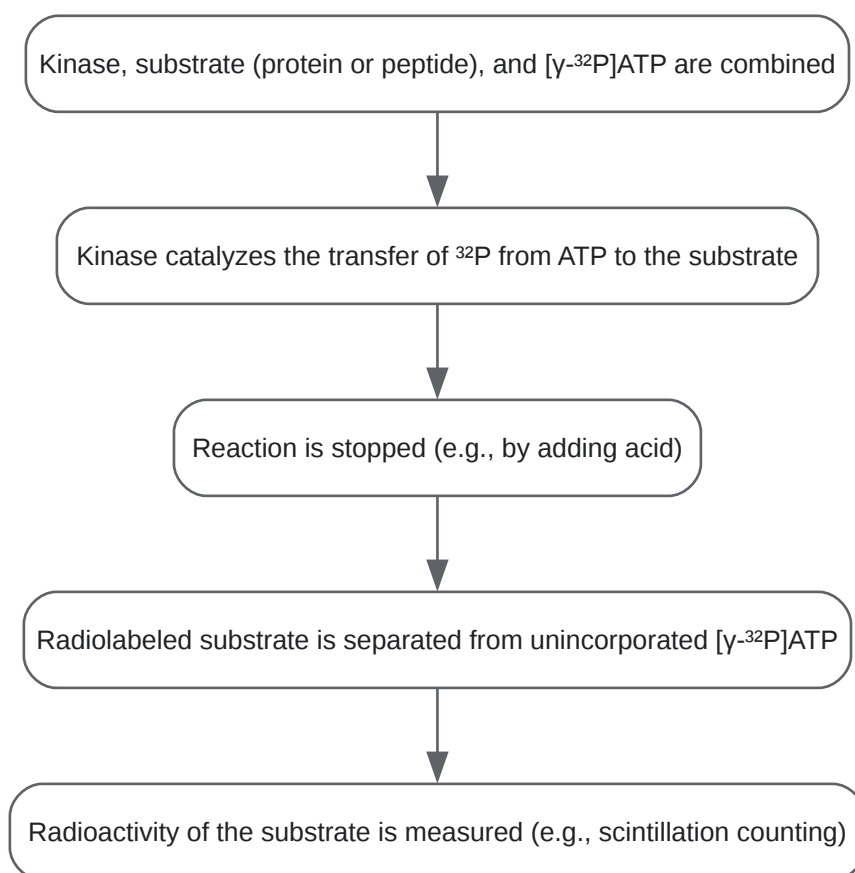 Kinase, substrate (protein or peptide), and [γ-³²P]ATP are combined
Kinase catalyzes the transfer of ³²P from ATP to the substrate
Reaction is stopped (e.g., by adding acid)
Radiolabeled substrate is separated from unincorporated [γ-³²P]ATP
Radioactivity of the substrate is measured (e.g., scintillation counting)